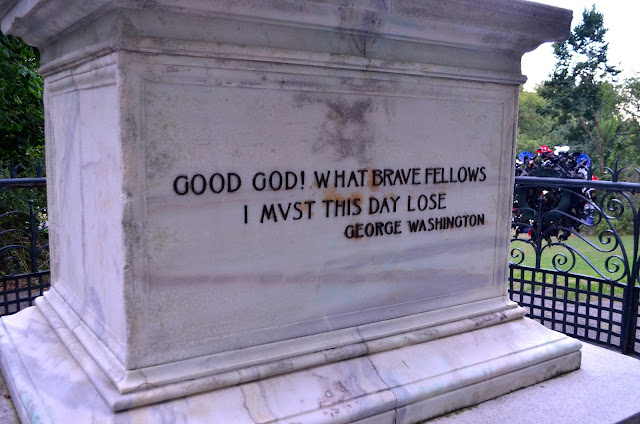 GOOD GOD! WHAT BRAVE FELLOWS
I MVST THIS DAY LOSE
GEORGE WASHINGTON